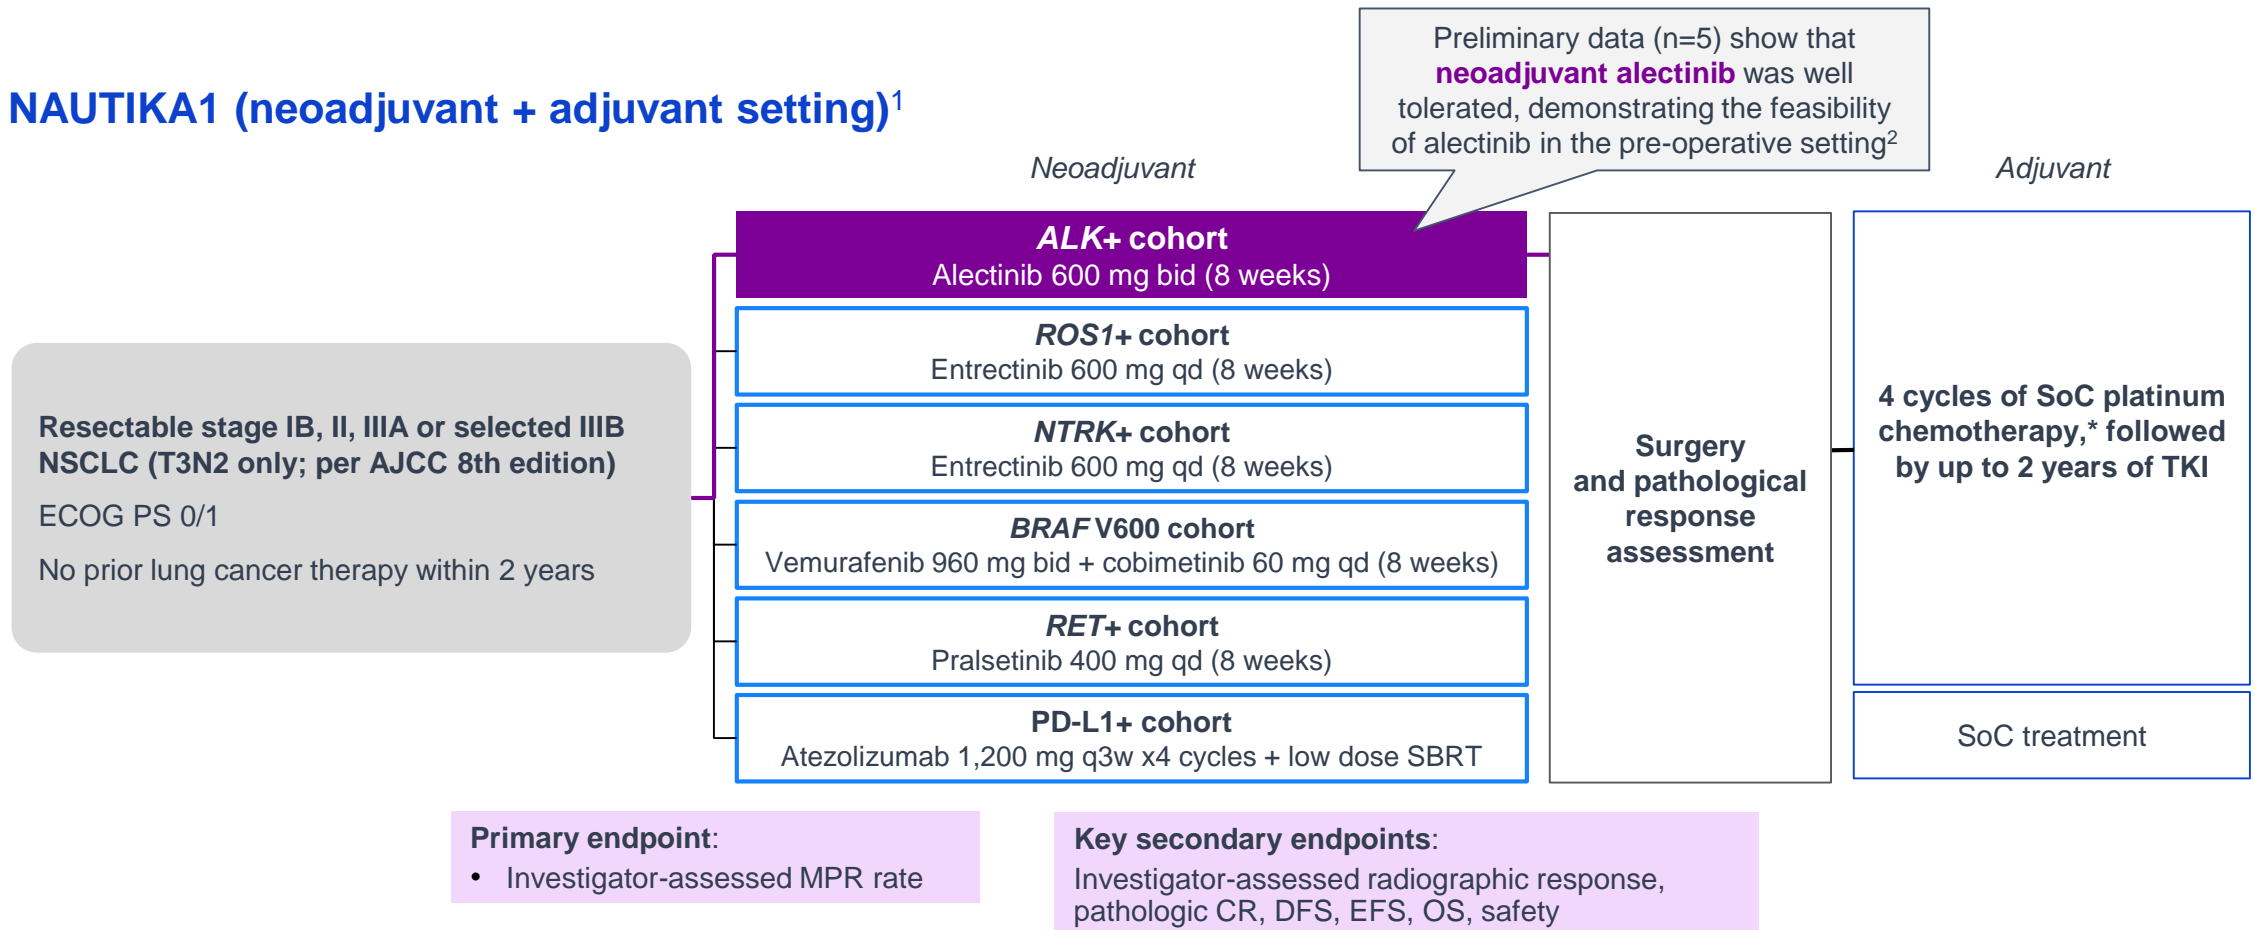 NAUTIKA1 (neoadjuvant + adjuvant setting)1
Preliminary data (n=5) show that
neoadjuvant alectinib was well
tolerated, demonstrating the feasibility
of alectinib in the pre-operative setting2
Neoadjuvant
Adjuvant
Resectable stage IB, II, IIIA or selected IIIB
NSCLC (T3N2 only; per AJCC 8th edition)
ECOG PS 0/1
No prior lung cancer therapy within 2 years
ALK+ cohort
Alectinib 600 mg bid (8 weeks)
ROS1+ cohort
Entrectinib 600 mg qd (8 weeks)
NTRK+ cohort
Entrectinib 600 mg qd (8 weeks)
BRAF V600 cohort
Vemurafenib 960 mg bid + cobimetinib 60 mg qd (8 weeks)
RET+ cohort
Pralsetinib 400 mg qd (8 weeks)
PD-L1+ cohort
Atezolizumab 1,200 mg q3w x4 cycles + low dose SBRT
Surgery
and pathological
response
assessment
4 cycles of SoC platinum
chemotherapy,* followed
by up to 2 years of TKI
SoC treatment
Primary endpoint:
• Investigator-assessed MPR rate
Key secondary endpoints:
Investigator-assessed radiographic response,
pathologic CR, DFS, EFS, OS, safety